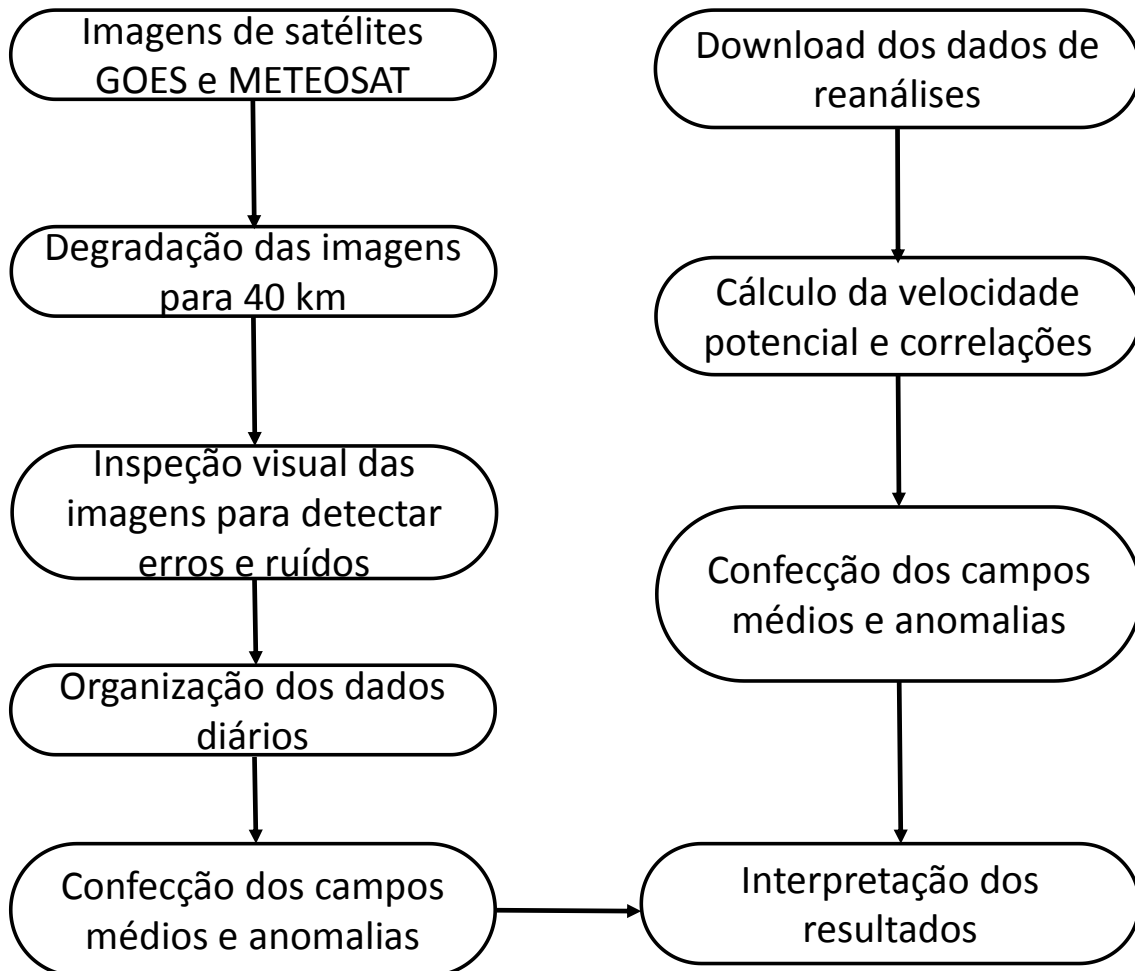 Imagens de satélites
GOES e METEOSAT
Degradação das imagens
para 40 km
Inspeção visual das
imagens para detectar
erros e ruídos
Organização dos dados
diários
Confecção dos campos
médios e anomalias
Download dos dados de
reanálises
Cálculo da velocidade
potencial e correlações
Confecção dos campos
médios e anomalias
Interpretação dos
resultados